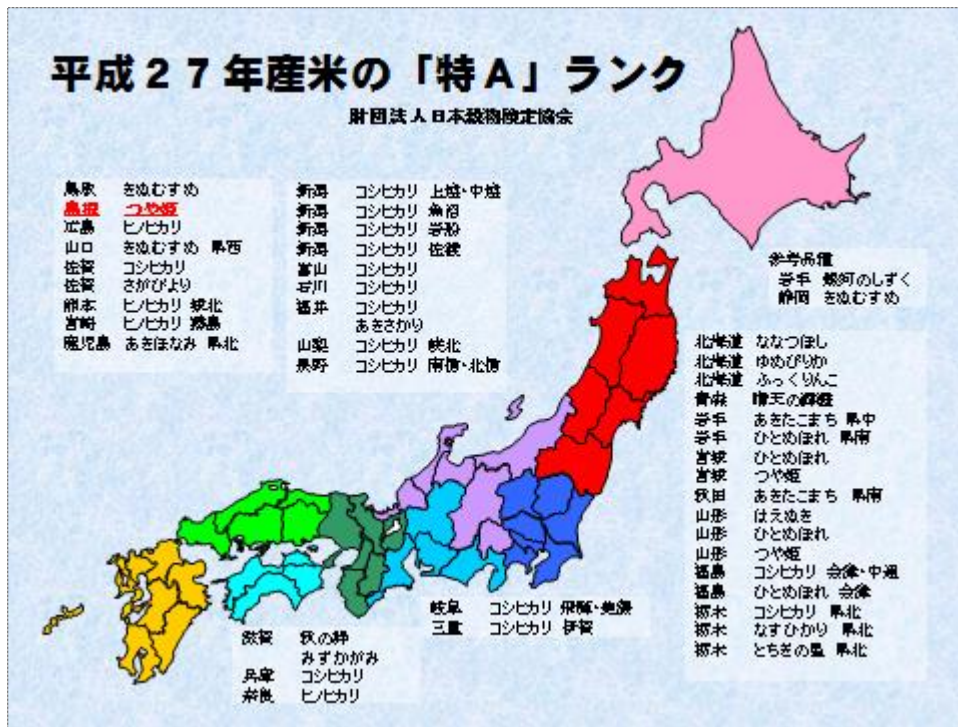 平成２７年産米の「特Ａ」ランク
財団法人日本穀物検定協会
鳥取 きぬむすめ
島根 つや姫
広島 ヒノヒカリ
山口 きぬむすめ 県西
佐賀 コシヒカリ
佐賀 さがびより
熊本 ヒノヒカリ 城北
宮崎 ヒノヒカリ 霧島
鹿児島 あきほなみ 県北
新潟 コシヒカリ 上越・中越
新潟 コシヒカリ 魚沼
新潟 コシヒカリ 岩船
新潟 コシヒカリ 佐渡
富山 コシヒカリ
石川 コシヒカリ
福井 コシヒカリ
あきさかり
山梨 コシヒカリ 峡北
長野 コシヒカリ 南信・北信
参考品種
岩手 銀河のしずく
静岡 きぬむすめ
北海道 ななつぼし
北海道 ゆめぴりか
北海道 ふっくりんこ
青森 晴天の霹靂
岩手 あきたこまち 県中
岩手 ひとめぼれ 県南
宮城 ひとめぼれ
宮城 つや姫
秋田 あきたこまち 県南
山形 はえぬき
山形 ひとめぼれ
山形 つや姫
福島 コシヒカリ 会津・中通
福島 ひとめぼれ 会津
栃木 コシヒカリ 県北
栃木 なすひかり 県北
栃木 とちぎの星 県北
岐阜 コシヒカリ 飛騨・美濃
三重 コシヒカリ 伊賀
滋賀 秋の詩
みずかがみ
兵庫 コシヒカリ
奈良 ヒノヒカリ